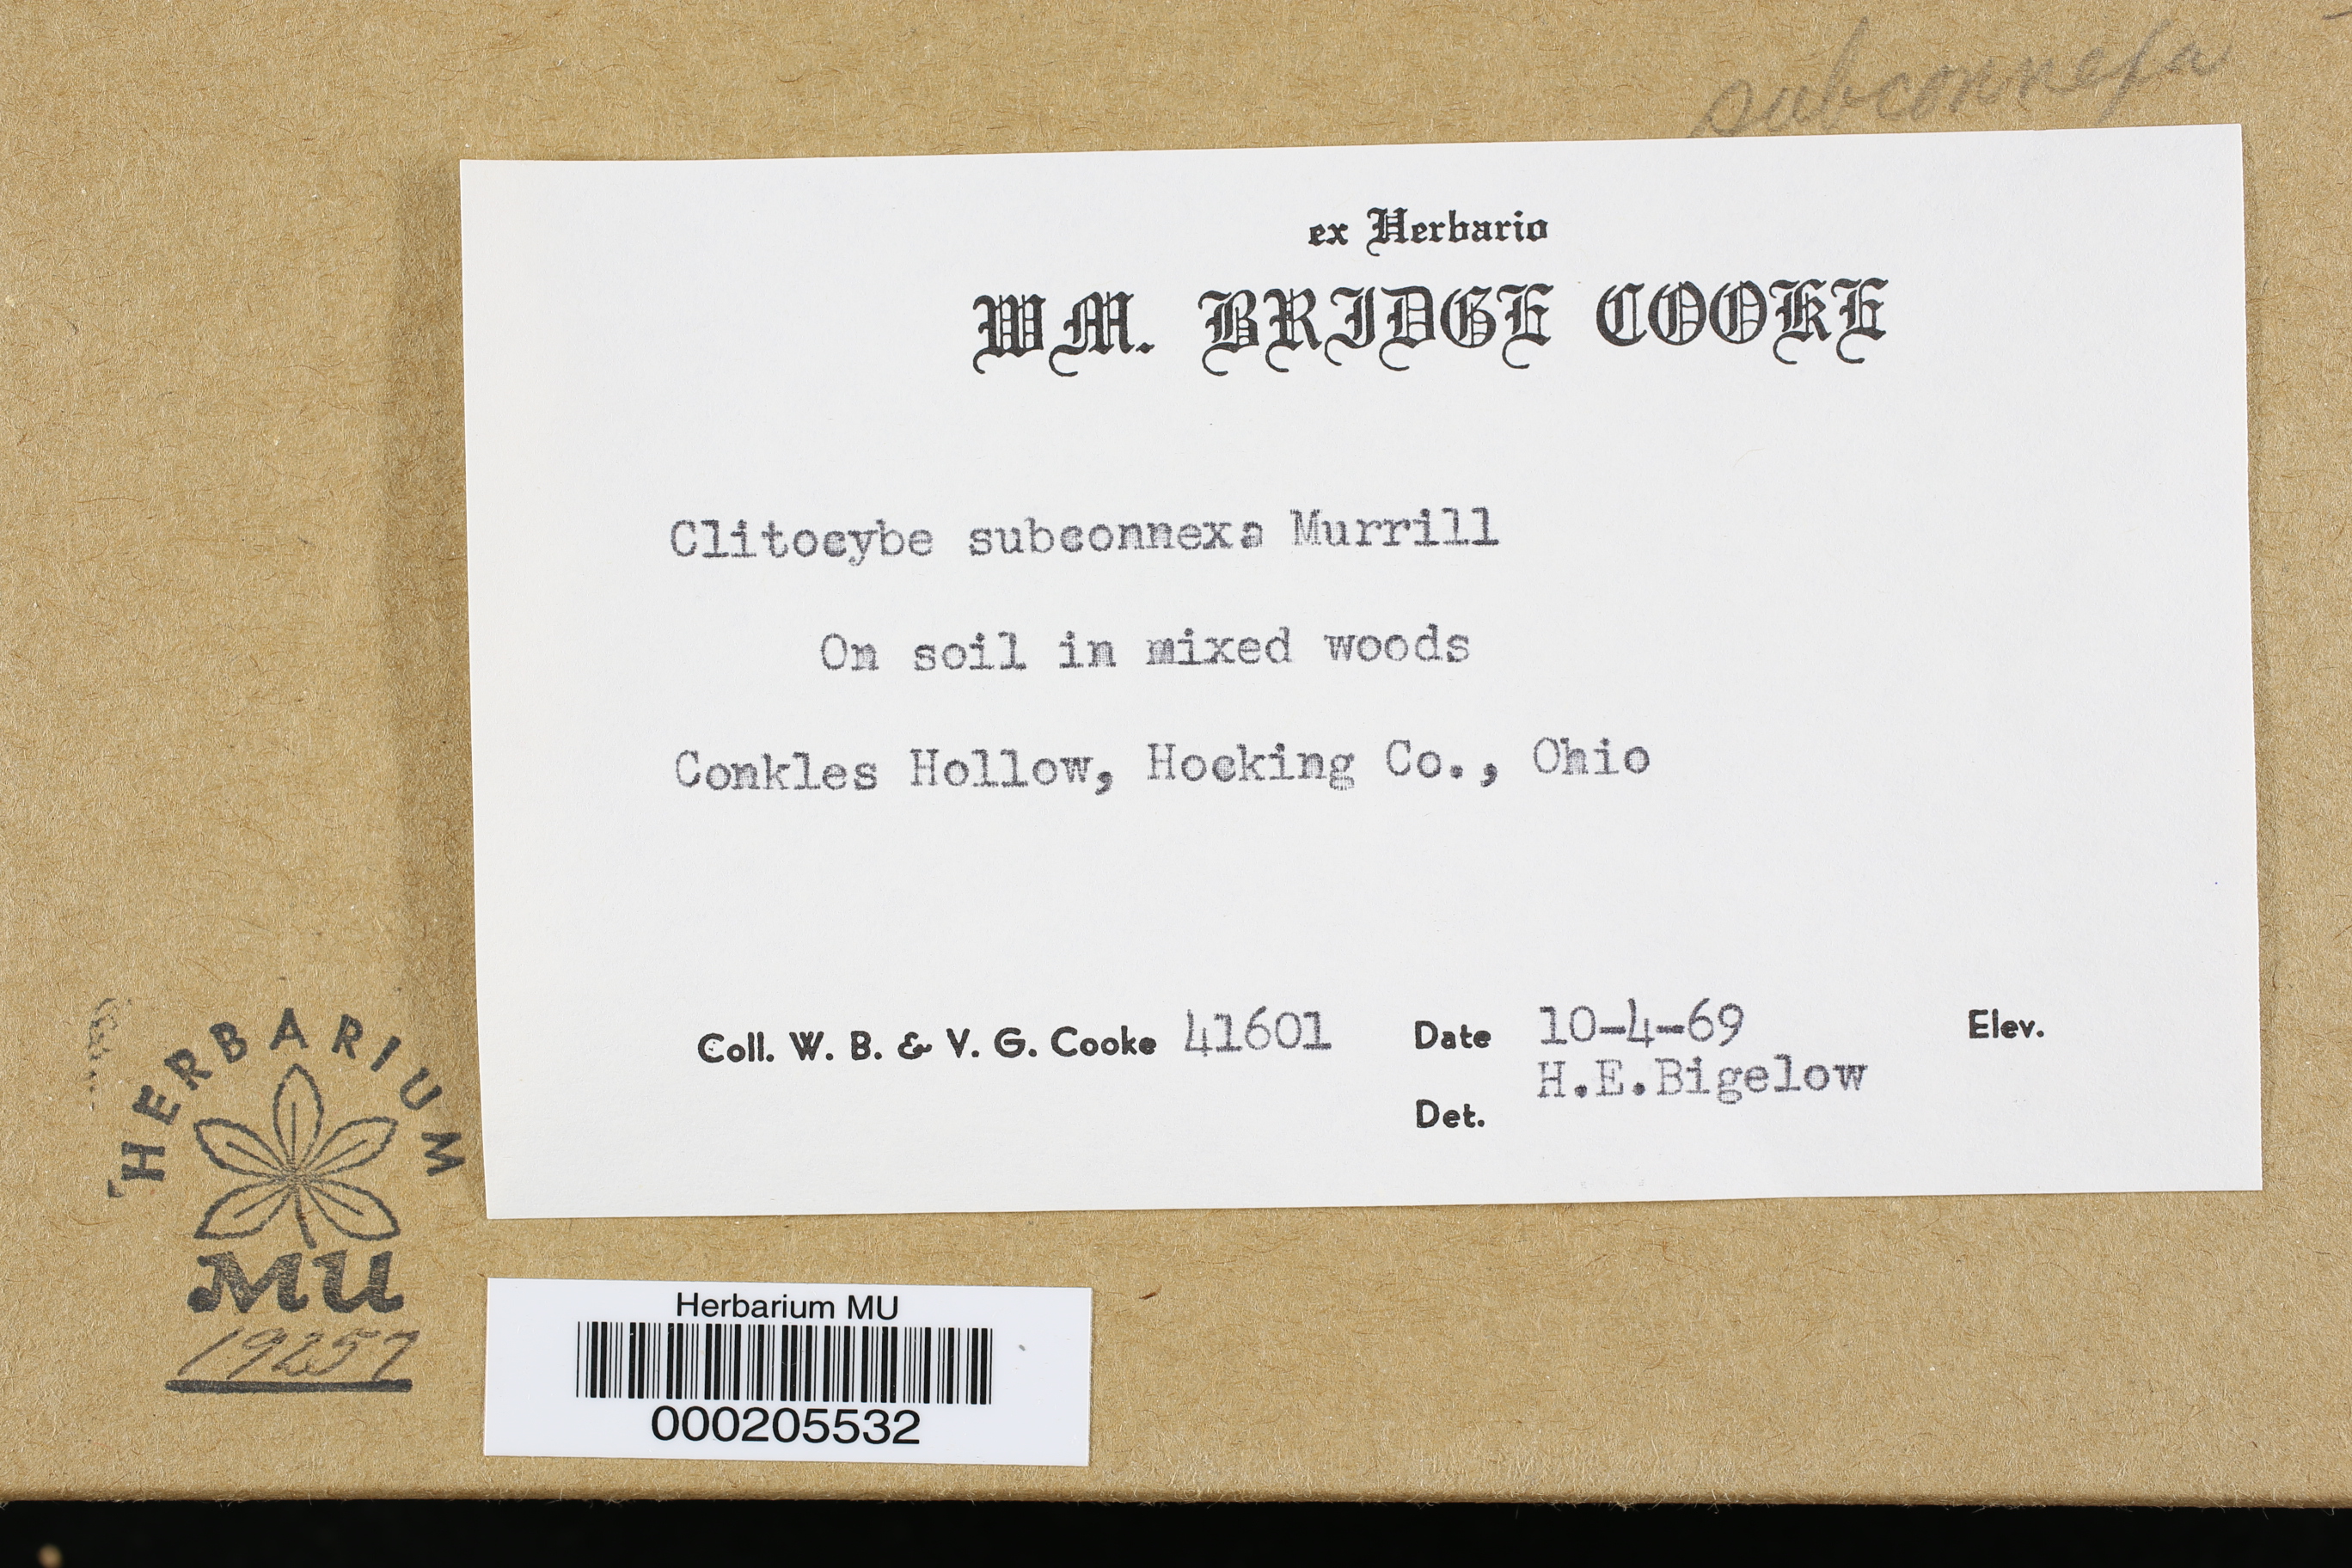 subconnexa
ex Herbario
WM. BRIDGE COOKE
Clitocybe subconnexa Murrill
On soil in mixed woods
Conkles Hollow, Hocking Co., Ohio
Coll. W. B. & V. G. Cooke 41601 Date 10-4-69 Elev.
H.E.Bigelow
Det.
HERBARIUM
MU
19257
Herbarium MU
000205532